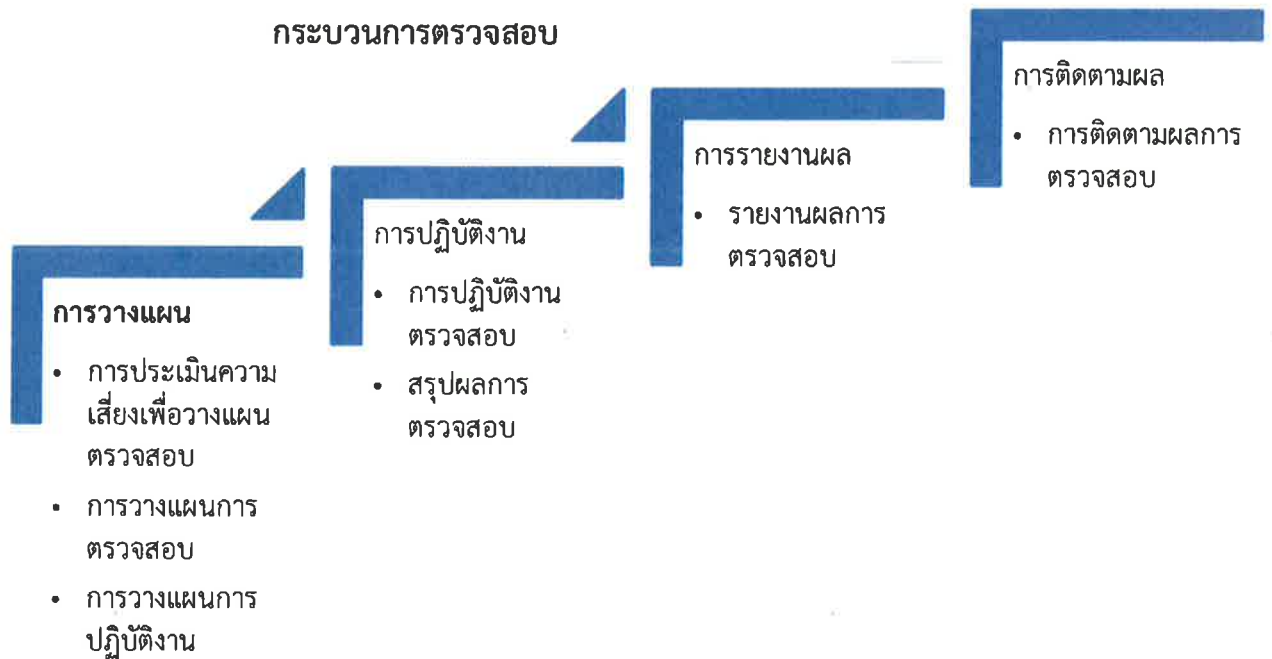 กระบวนการตรวจสอบ
การวางแผน
• การประเมินความ
เสี่ยงเพื่อวางแผน
ตรวจสอบ
• การวางแผนการ
ตรวจสอบ
• การวางแผนการ
ปฏิบัติงาน
การปฏิบัติงาน
• การปฏิบัติงาน
ตรวจสอบ
• สรุปผลการ
ตรวจสอบ
การรายงานผล
• รายงานผลการ
ตรวจสอบ
การติดตามผล
• การติดตามผลการ
ตรวจสอบ